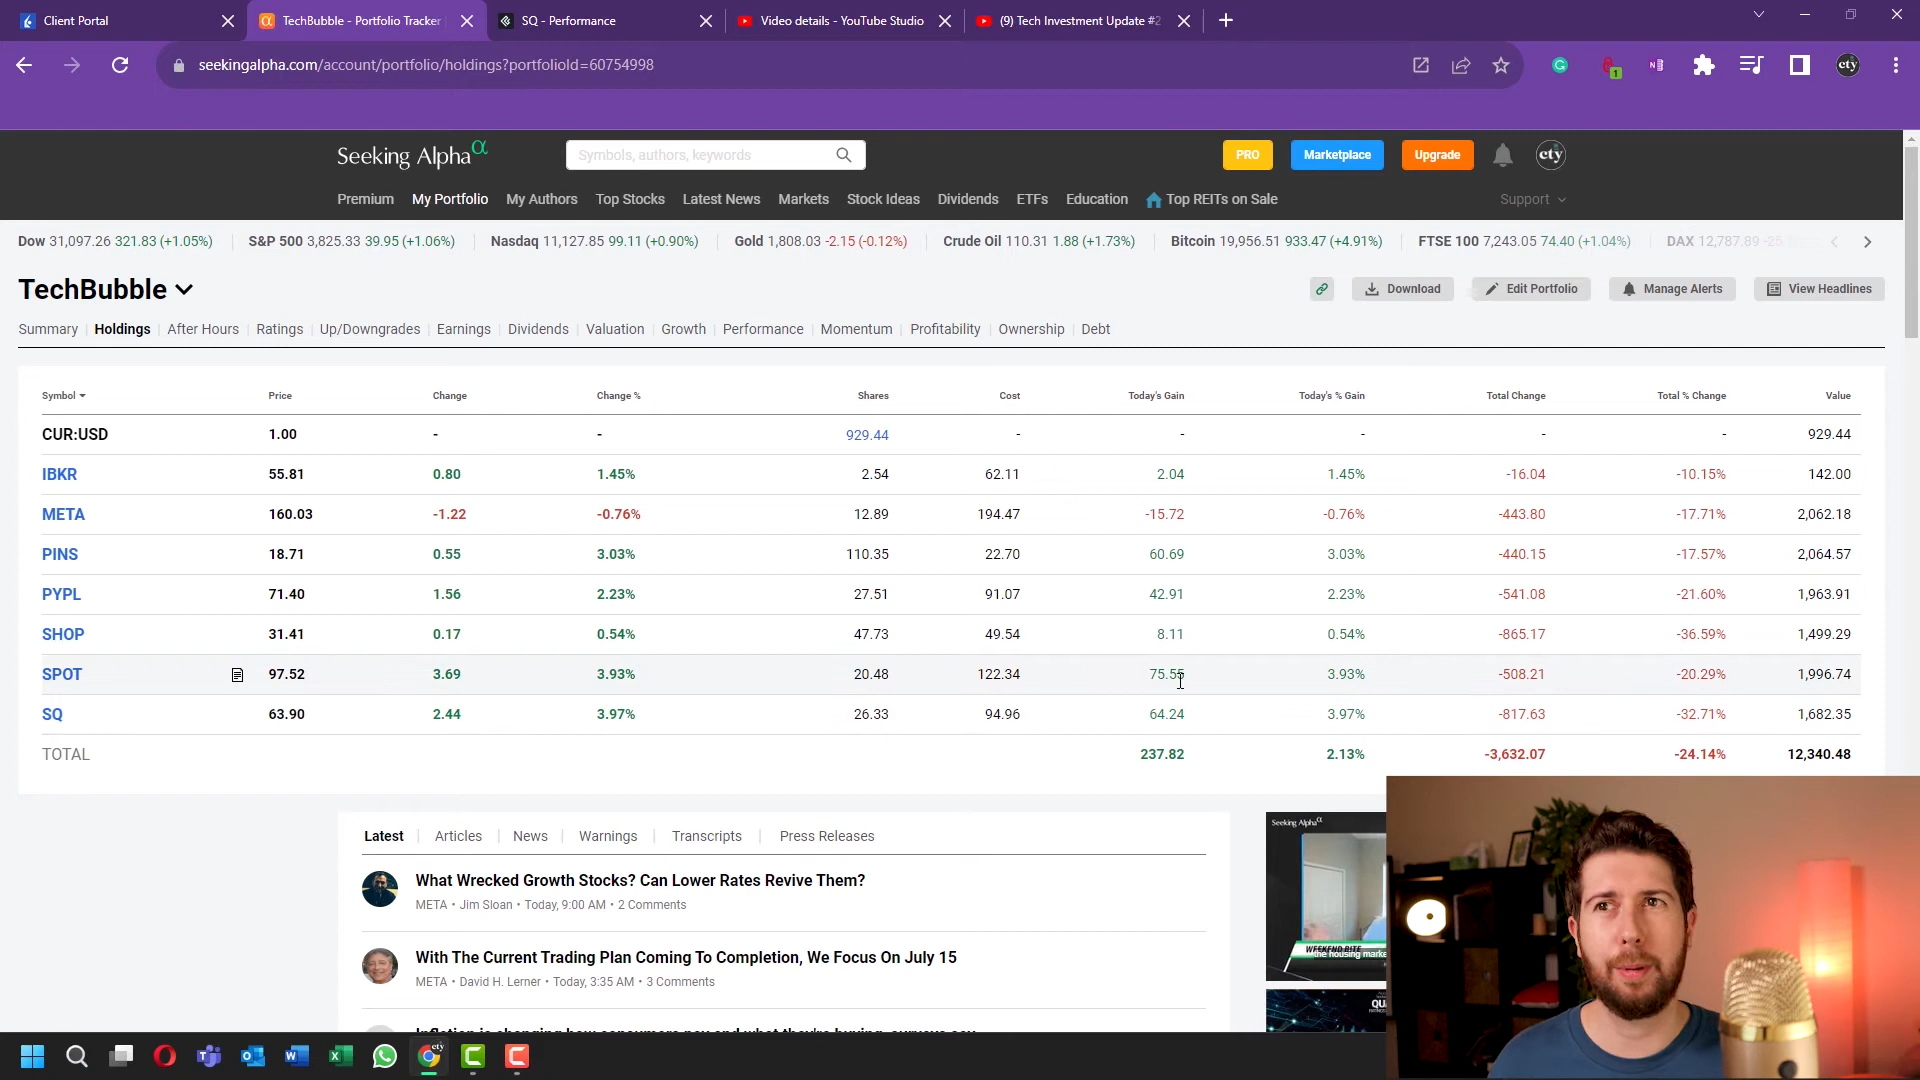 Client Portal
TechBubble - Portfolio Tracker
SQ - Performance
Video details - YouTube Studio
(9) Tech Investment Update #2
seekingalpha.com/account/portfolio/holdings?portfolioId=60754998
1
cty
Seeking Alpha α
Symbols, authors, keywords
PRO
Marketplace
Upgrade
cty
Premium My Portfolio My Authors Top Stocks Latest News Markets Stock Ideas Dividends ETFs Education Top REITs on Sale Support
Dow 31,097.26 321.83 (+1.05%) S&P 500 3,825.33 39.95 (+1.06%) Nasdaq 11,127.85 99.11 (+0.90%) Gold 1,808.03 -2.15 (-0.12%) Crude Oil 110.31 1.88 (+1.73%) Bitcoin 19,956.51 933.47 (+4.91%) FTSE 100 7,243.05 74.40 (+1.04%) DAX 12,787.89
TechBubble
Download
Edit Portfolio
Manage Alerts
View Headlines
Summary Holdings After Hours Ratings Up/Downgrades Earnings Dividends Valuation Growth Performance Momentum Profitability Ownership Debt
Symbol Price Change Change % Shares Cost Today's Gain Today's % Gain Total Change Total % Change Value
CUR:USD 1.00 - - 929.44 - - - - - 929.44
IBKR 55.81 0.80 1.45% 2.54 62.11 2.04 1.45% -16.04 -10.15% 142.00
META 160.03 -1.22 -0.76% 12.89 194.47 -15.72 -0.76% -443.80 -17.71% 2,062.18
PINS 18.71 0.55 3.03% 110.35 22.70 60.69 3.03% -440.15 -17.57% 2,064.57
PYPL 71.40 1.56 2.23% 27.51 91.07 42.91 2.23% -541.08 -21.60% 1,963.91
SHOP 31.41 0.17 0.54% 47.73 49.54 8.11 0.54% -865.17 -36.59% 1,499.29
SPOT 97.52 3.69 3.93% 20.48 122.34 75.55 3.93% -508.21 -20.29% 1,996.74
SQ 63.90 2.44 3.97% 26.33 94.96 64.24 3.97% -817.63 -32.71% 1,682.35
TOTAL 237.82 2.13% -3,632.07 -24.14% 12,340.48
Latest Articles News Warnings Transcripts Press Releases
What Wrecked Growth Stocks? Can Lower Rates Revive Them?
META • Jim Sloan • Today, 9:00 AM • 2 Comments
With The Current Trading Plan Coming To Completion, We Focus On July 15
META • David H. Lerner • Today, 3:35 AM • 3 Comments
Seeking Alpha α
WEEKEND BITE
the housing marke
cty